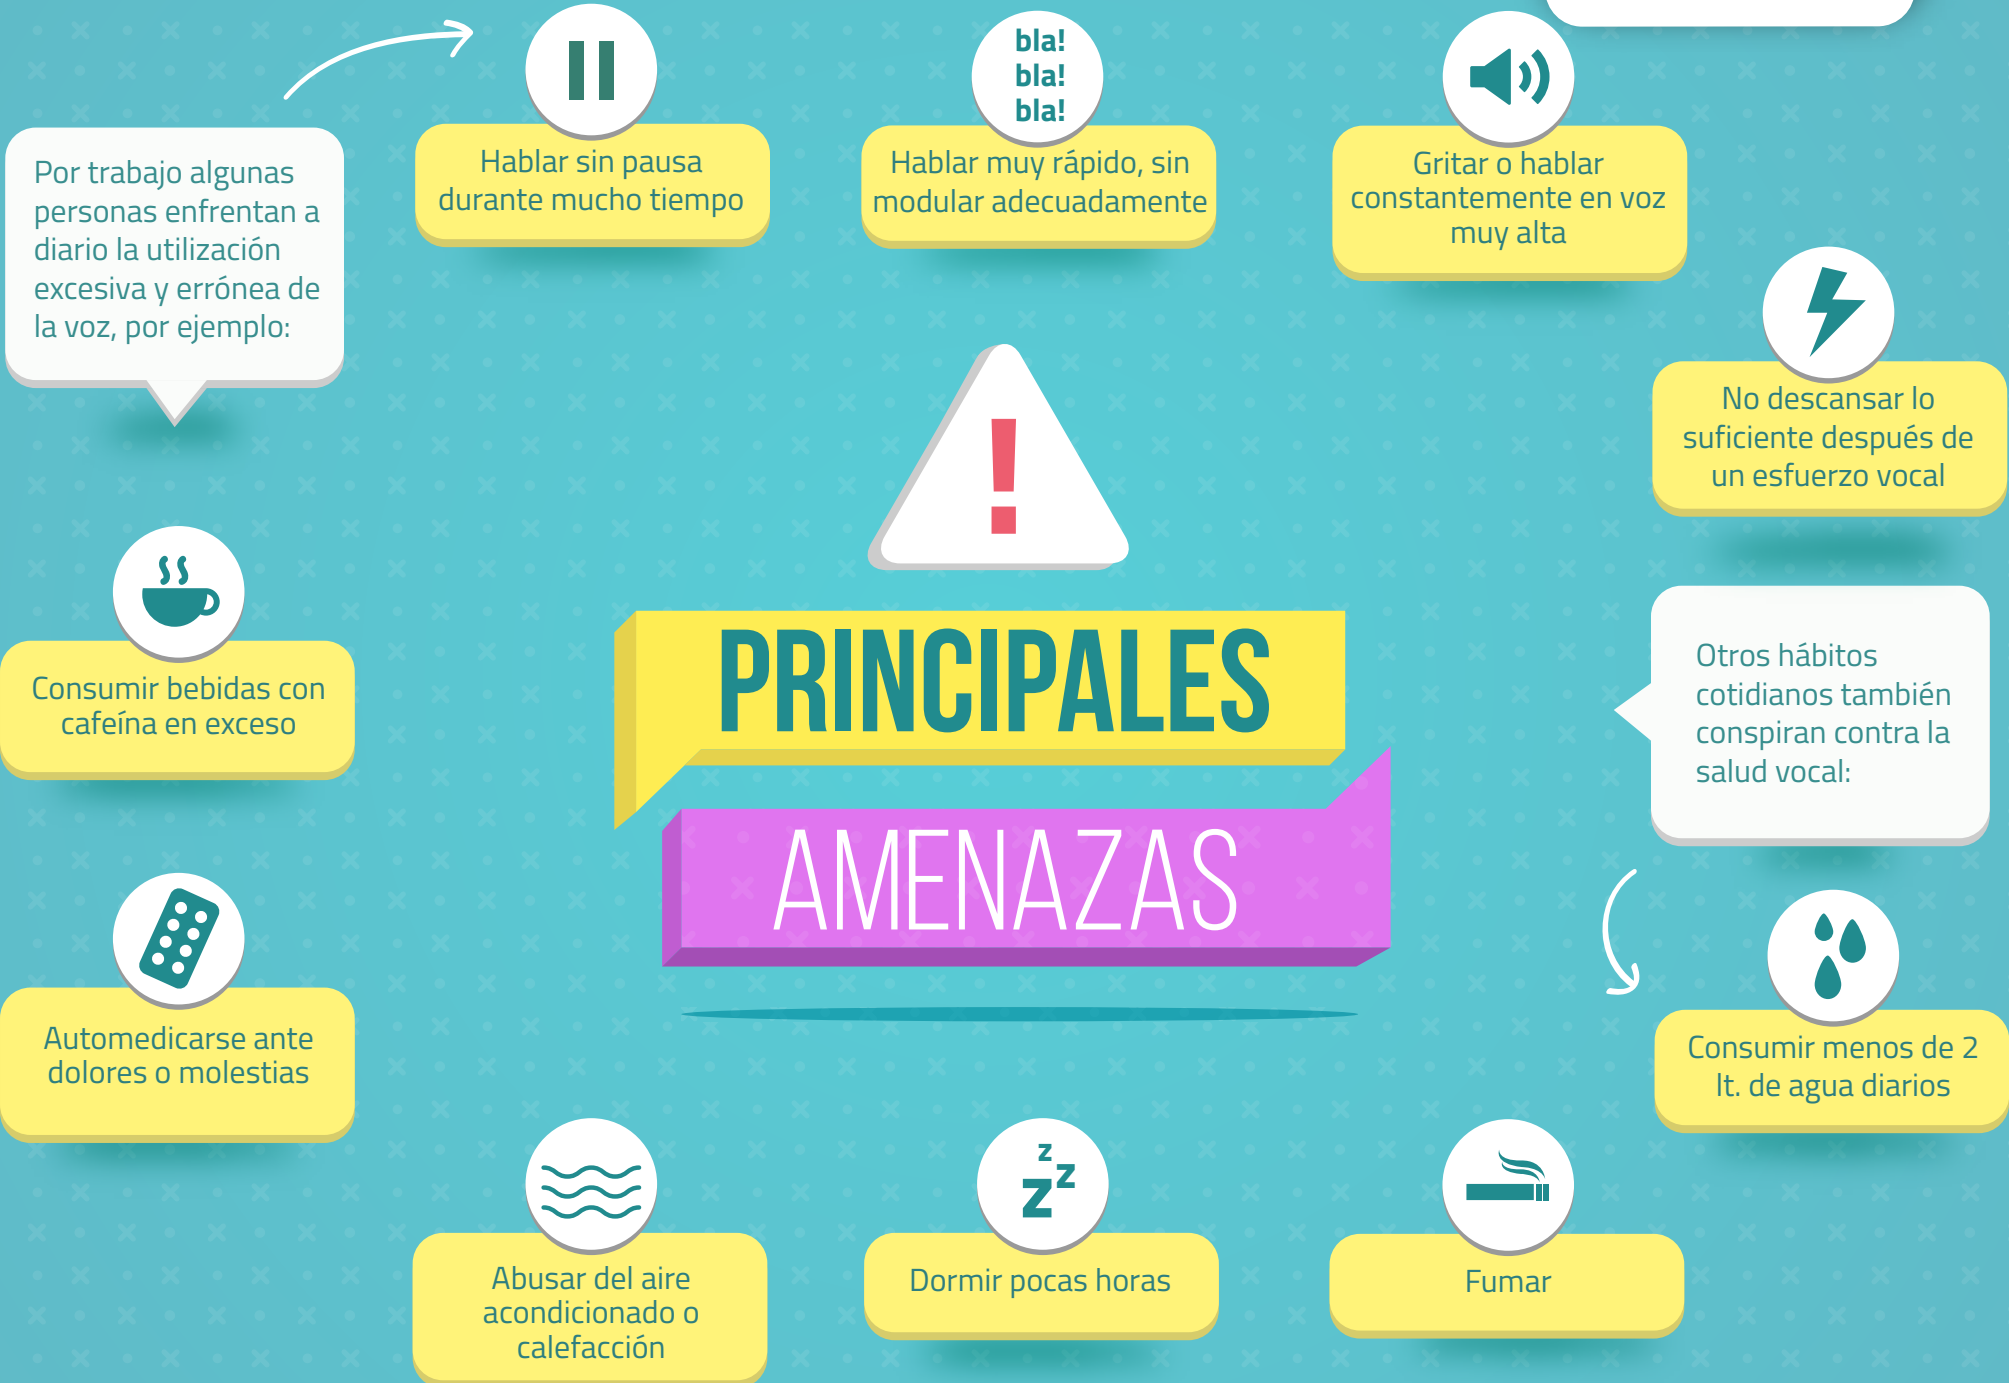 Por trabajo algunas
personas enfrentan a
diario la utilización
excesiva y errónea de
la voz, por ejemplo:
Hablar sin pausa
durante mucho tiempo
bla!
bla!
bla!
Hablar muy rápido, sin
modular adecuadamente
Gritar o hablar
constantemente en voz
muy alta
No descansar lo
suficiente después de
un esfuerzo vocal
!
PRINCIPALES
AMENAZAS
Otros hábitos
cotidianos también
conspiran contra la
salud vocal:
Consumir menos de 2
lt. de agua diarios
Fumar
z
z
z
Dormir pocas horas
Abusar del aire
acondicionado o
calefacción
Automedicarse ante
dolores o molestias
Consumir bebidas con
cafeína en exceso